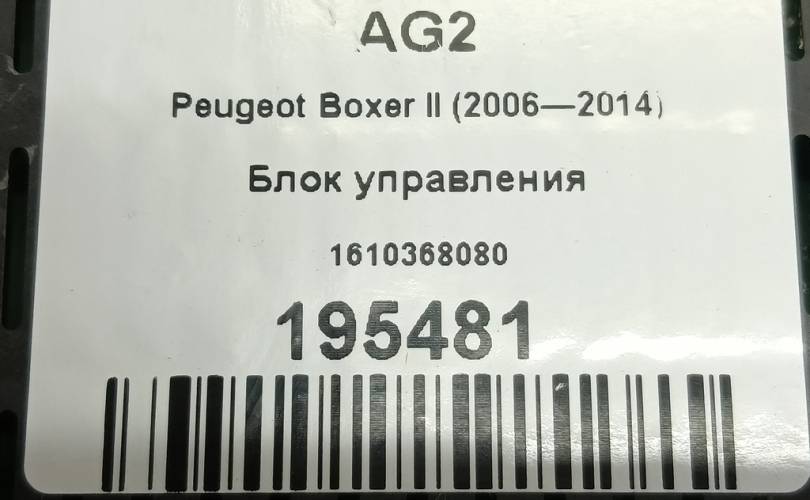 AG2
Peugeot Boxer II (2006—2014)
Блок управления
1610368080
195481